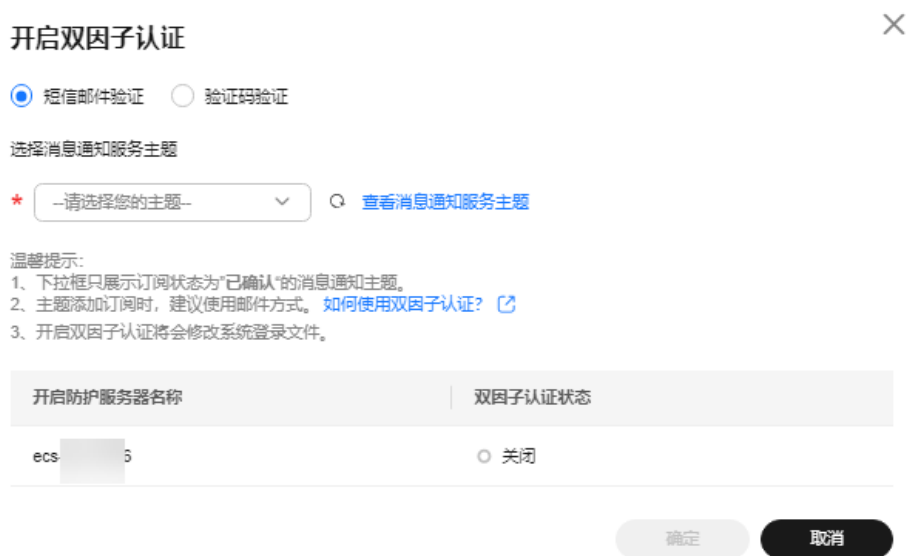 开启双因子认证
短信邮件验证 验证码验证
选择消息通知服务主题
* --请选择您的主题-- 查看消息通知服务主题
温馨提示:
1、下拉框只展示订阅状态为"已确认"的消息通知主题。
2、主题添加订阅时，建议使用邮件方式。 如何使用双因子认证？
3、开启双因子认证将会修改系统登录文件。
开启防护服务器名称 双因子认证状态
ecs- 6 关闭
确定 取消